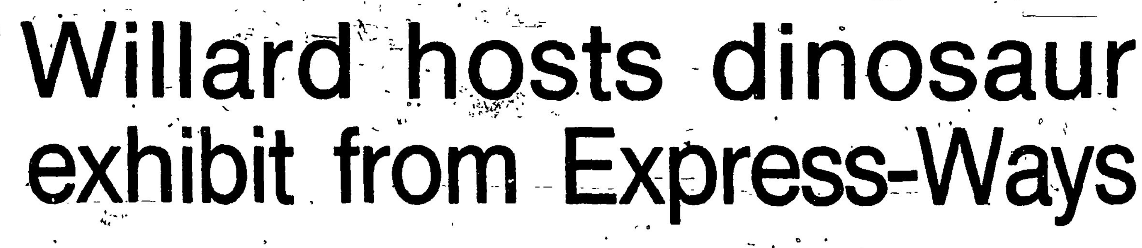 Willard hosts dinosaur
exhibit from Express-Ways